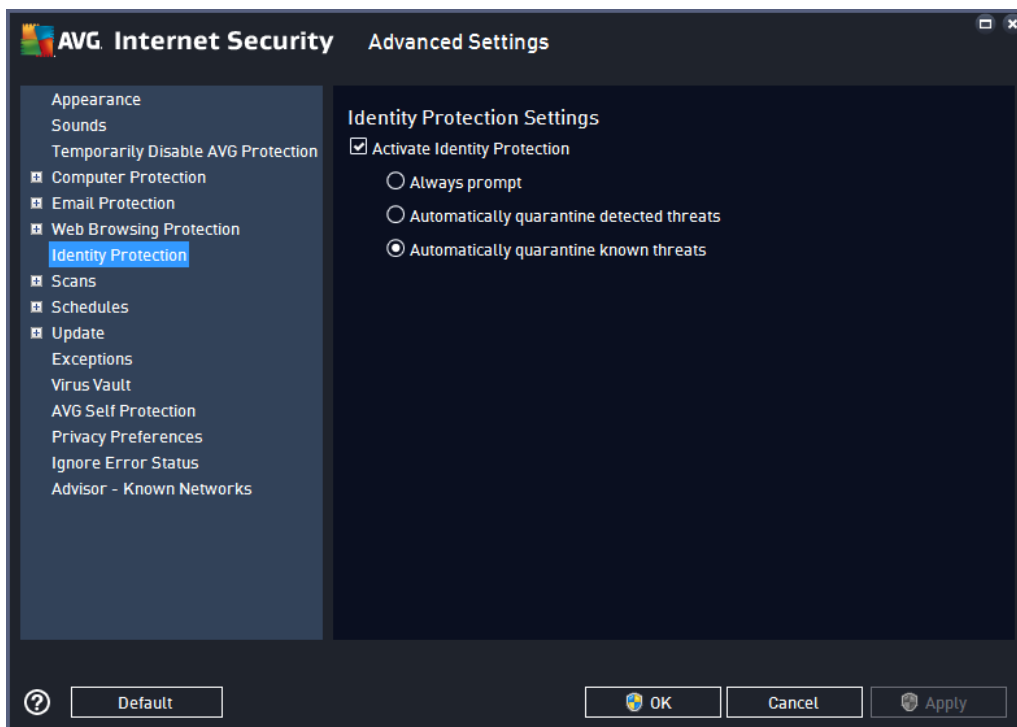 AVG. Internet Security Advanced Settings
Appearance
Sounds
Temporarily Disable AVG Protection
Computer Protection
Email Protection
Web Browsing Protection
Identity Protection
Scans
Schedules
Update
Exceptions
Virus Vault
AVG Self Protection
Privacy Preferences
Ignore Error Status
Advisor - Known Networks
Identity Protection Settings
Activate Identity Protection
Always prompt
Automatically quarantine detected threats
Automatically quarantine known threats
? Default OK Cancel Apply